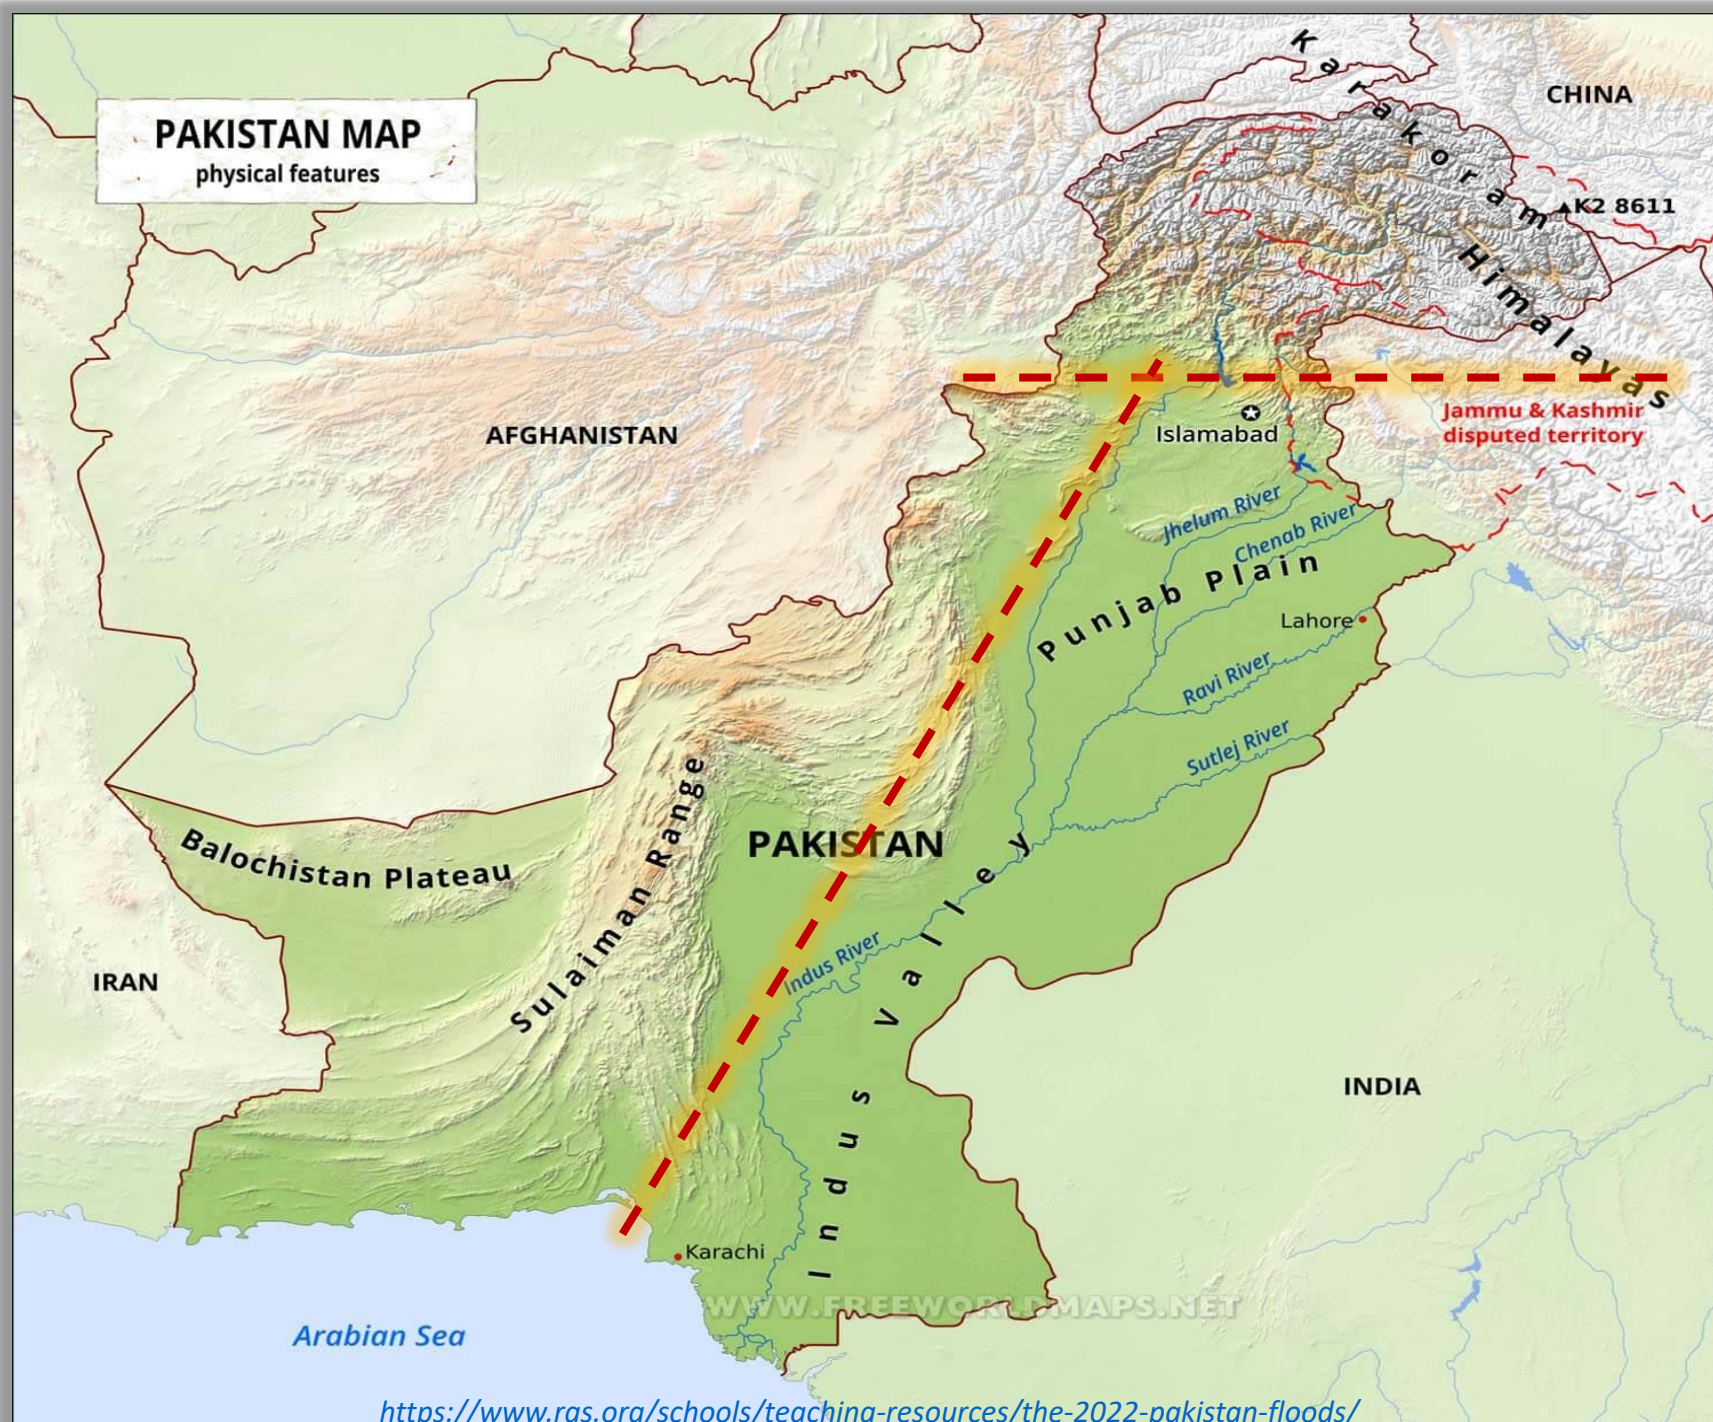 PAKISTAN MAP
physical features
Karakoram
CHINA
K2 8611
Himalayas
Jammu & Kashmir
disputed territory
AFGHANISTAN
Islamabad
Jhelum River
Chenab River
Punjab Plain
Lahore
Ravi River
Sutlej River
Sulaiman Range
PAKISTAN
Balochistan Plateau
Indus River
Indus Valley
IRAN
INDIA
Karachi
WWW.FREEWORLDMAPS.NET
Arabian Sea
https://www.rgs.org/schools/teaching-resources/the-2022-pakistan-floods/